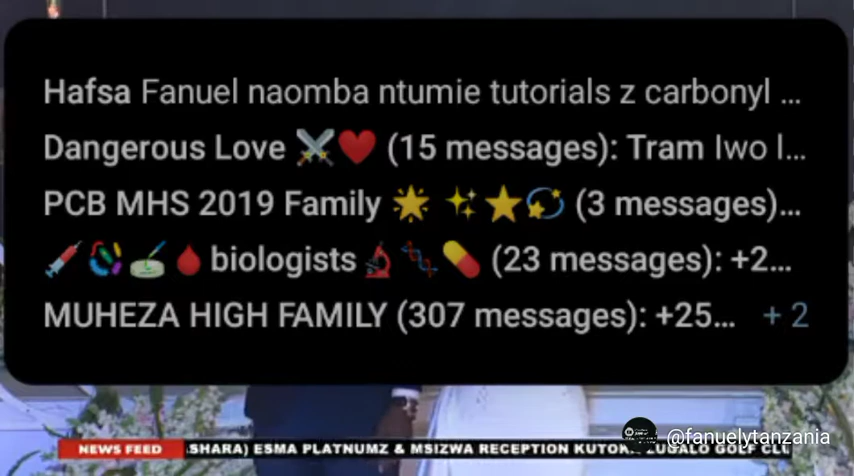 Hafsa Fanuel naomba ntumie tutorials z carbonyl ...
Dangerous Love ⚔️❤️ (15 messages): Tram Iwo l...
PCB MHS 2019 Family 🌟 ✨⭐💫 (3 messages)...
💉🦠🧫🩸 biologists🔬🧬💊 (23 messages): +2...
MUHEZA HIGH FAMILY (307 messages): +25... + 2
@fanuelytanzania
NEWS FEED .SHARA) ESMA PLATNUMZ & MSIZWA RECEPTION KUTOK LUGALO GOLF CLU